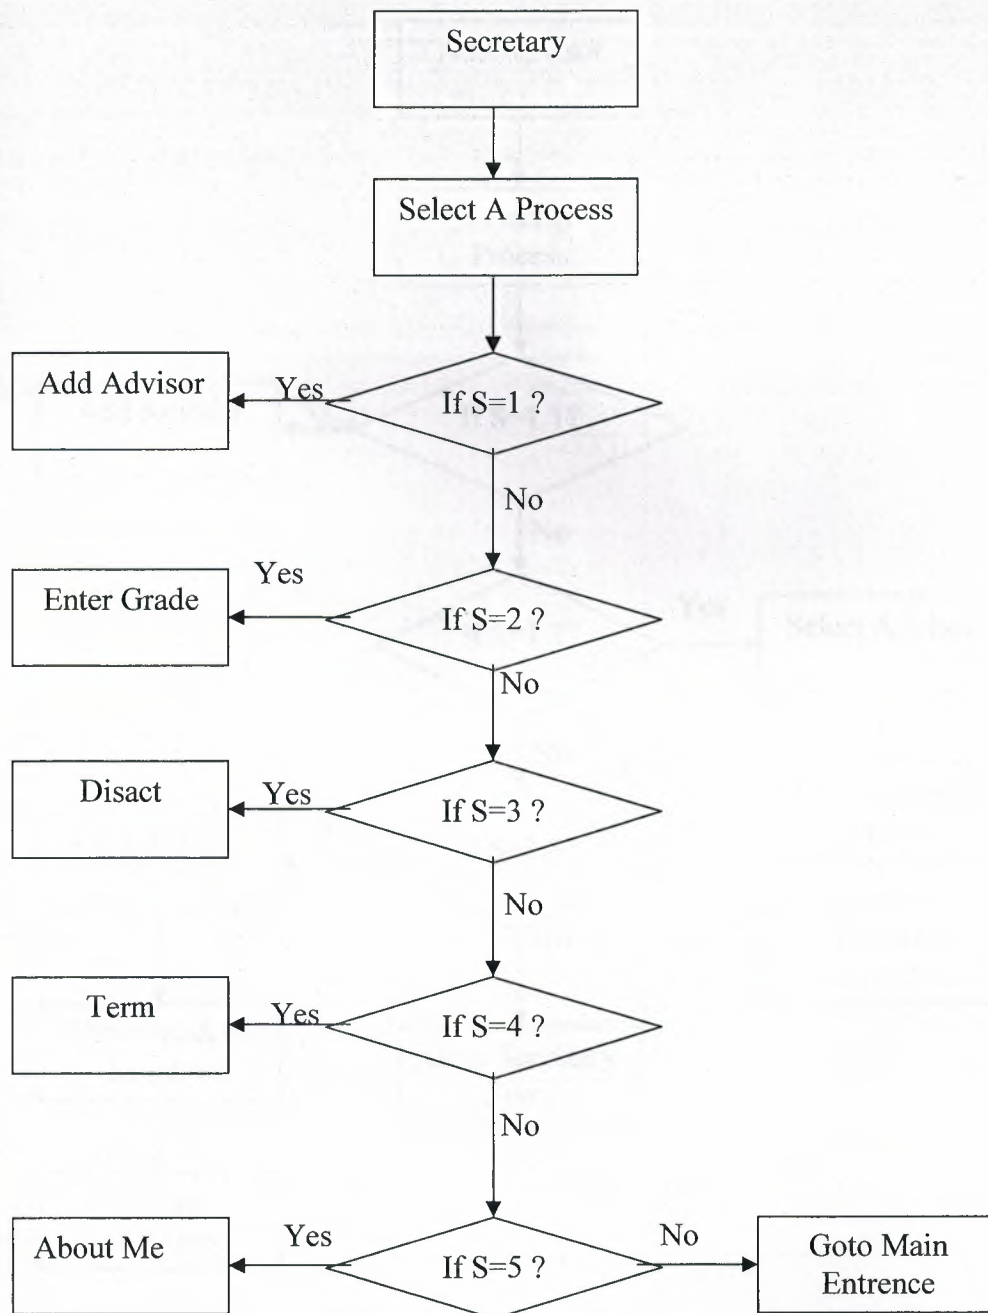 Secretary
Select A Process
Add Advisor
Yes
If S=1 ?
No
Enter Grade
Yes
If S=2 ?
No
Disact
Yes
If S=3 ?
No
Term
Yes
If S=4 ?
No
About Me
Yes
If S=5 ?
No
Goto Main
Entrence